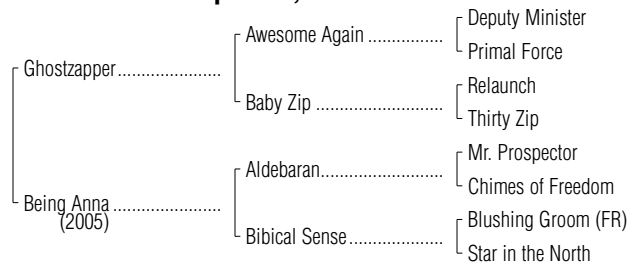 Ghostzapper......................
Being Anna.......................
(2005)
Awesome Again ................
Baby Zip ...........................
Aldebaran..........................
Bibical Sense....................
Deputy Minister
Primal Force
Relaunch
Thirty Zip
Mr. Prospector
Chimes of Freedom
Blushing Groom (FR)
Star in the North